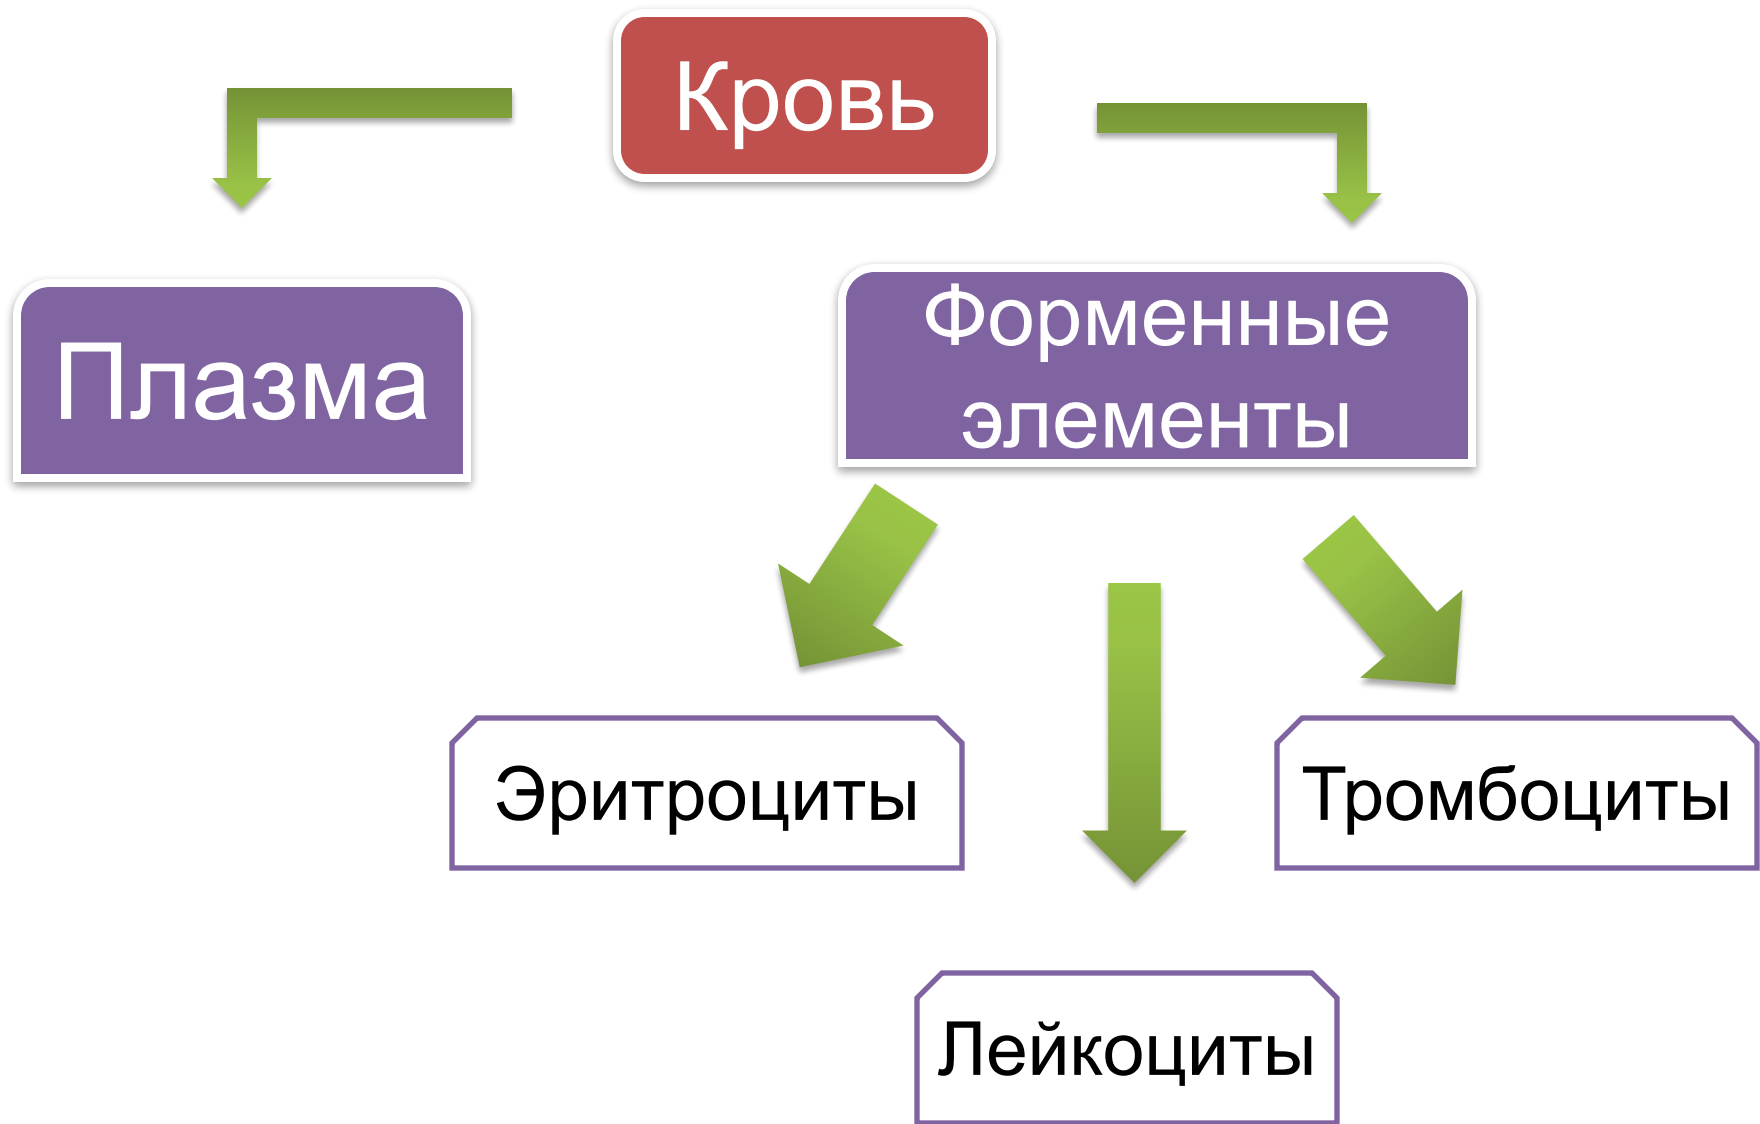 Кровь
Плазма
Форменные
элементы
Эритроциты
Тромбоциты
Лейкоциты